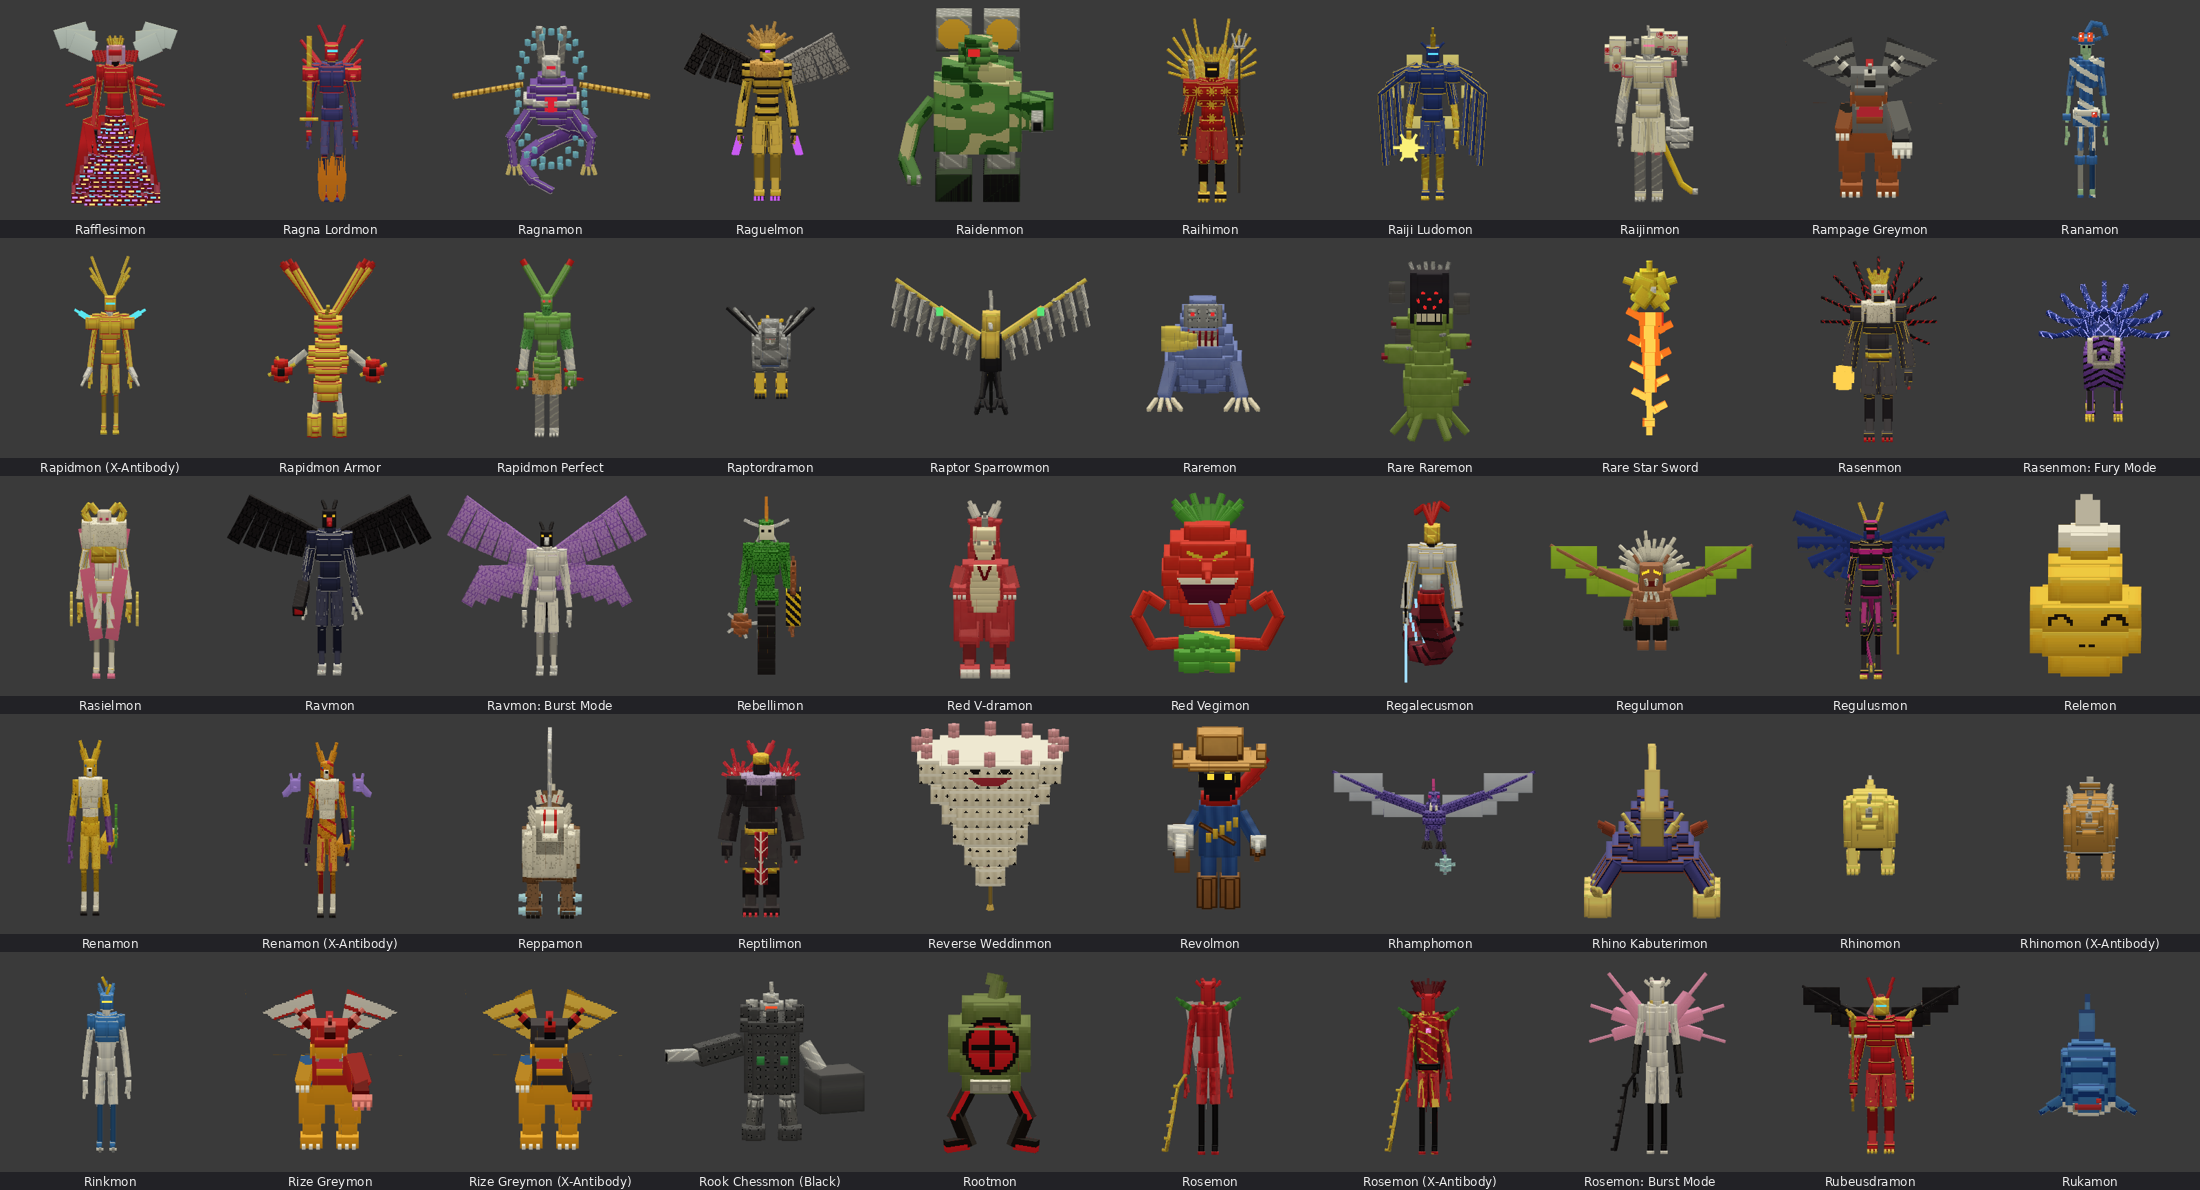 Rafflesimon Ragna Lordmon Ragnamon Raguelmon Raidenmon Raihimon Raiji Ludomon Raijinmon Rampage Greymon Ranamon
Rapidmon (X-Antibody) Rapidmon Armor Rapidmon Perfect Raptordramon Raptor Sparrowmon Raremon Rare Raremon Rare Star Sword Rasenmon Rasenmon: Fury Mode
Rasielmon Ravmon Ravmon: Burst Mode Rebellimon Red V-dramon Red Vegimon Regalecusmon Regulumon Regulusmon Relemon
Renamon Renamon (X-Antibody) Reppamon Reptilimon Reverse Weddinmon Revolmon Rhamphomon Rhino Kabuterimon Rhinomon Rhinomon (X-Antibody)
Rinkmon Rize Greymon Rize Greymon (X-Antibody) Rook Chessmon (Black) Rootmon Rosemon Rosemon (X-Antibody) Rosemon: Burst Mode Rubeusdramon Rukamon